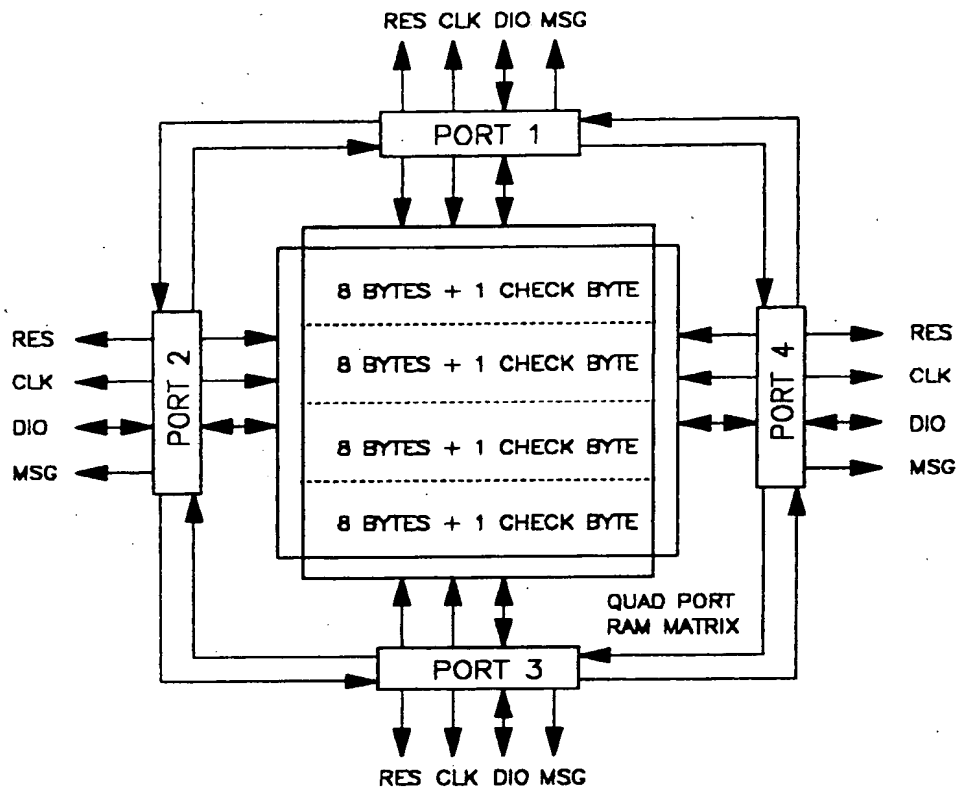 RES CLK DIO MSG
PORT 1
8 BYTES + 1 CHECK BYTE
8 BYTES + 1 CHECK BYTE
8 BYTES + 1 CHECK BYTE
8 BYTES + 1 CHECK BYTE
RES
CLK
DIO
MSG
PORT 2
PORT 4
RES
CLK
DIO
MSG
QUAD PORT
RAM MATRIX
PORT 3
RES CLK DIO MSG